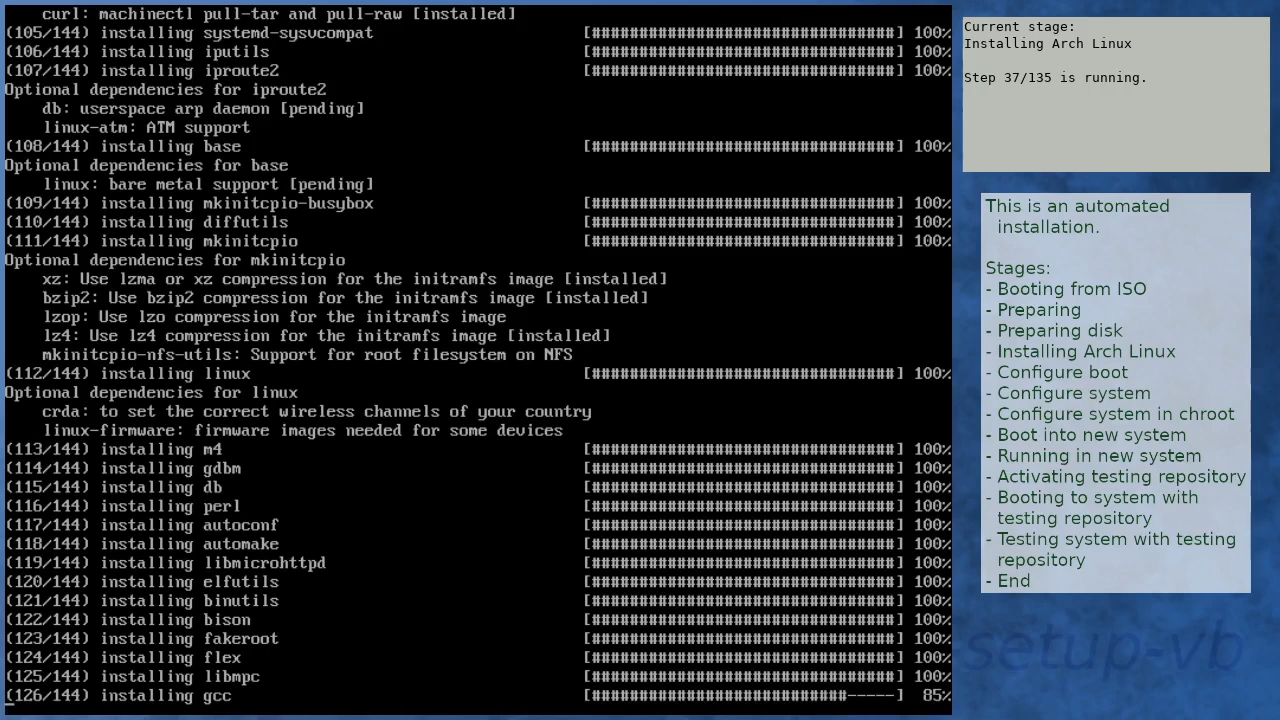 curl: machinectl pull-tar and pull-raw [installed]
(105/144) installing systemd-sysvcompat [################################] 100%
(106/144) installing iputils [################################] 100%
(107/144) installing iproute2 [################################] 100%
Optional dependencies for iproute2
db: userspace arp daemon [pending]
linux-atm: ATM support
(108/144) installing base [################################] 100%
Optional dependencies for base
linux: bare metal support [pending]
(109/144) installing mkinitcpio-busybox [################################] 100%
(110/144) installing diffutils [################################] 100%
(111/144) installing mkinitcpio [################################] 100%
Optional dependencies for mkinitcpio
xz: Use lzma or xz compression for the initramfs image [installed]
bzip2: Use bzip2 compression for the initramfs image [installed]
lzop: Use lzo compression for the initramfs image
lz4: Use lz4 compression for the initramfs image [installed]
mkinitcpio-nfs-utils: Support for root filesystem on NFS
(112/144) installing linux [################################] 100%
Optional dependencies for linux
crda: to set the correct wireless channels of your country
linux-firmware: firmware images needed for some devices
(113/144) installing m4 [################################] 100%
(114/144) installing gdbm [################################] 100%
(115/144) installing db [################################] 100%
(116/144) installing perl [################################] 100%
(117/144) installing autoconf [################################] 100%
(118/144) installing automake [################################] 100%
(119/144) installing libmicrohttpd [################################] 100%
(120/144) installing elfutils [################################] 100%
(121/144) installing binutils [################################] 100%
(122/144) installing bison [################################] 100%
(123/144) installing fakeroot [################################] 100%
(124/144) installing flex [################################] 100%
(125/144) installing libmpc [################################] 100%
(126/144) installing gcc [###########################-----] 85%
Current stage:
Installing Arch Linux
Step 37/135 is running.
This is an automated
installation.
Stages:
- Booting from ISO
- Preparing
- Preparing disk
- Installing Arch Linux
- Configure boot
- Configure system
- Configure system in chroot
- Boot into new system
- Running in new system
- Activating testing repository
- Booting to system with
testing repository
- Testing system with testing
repository
- End
setup-vb